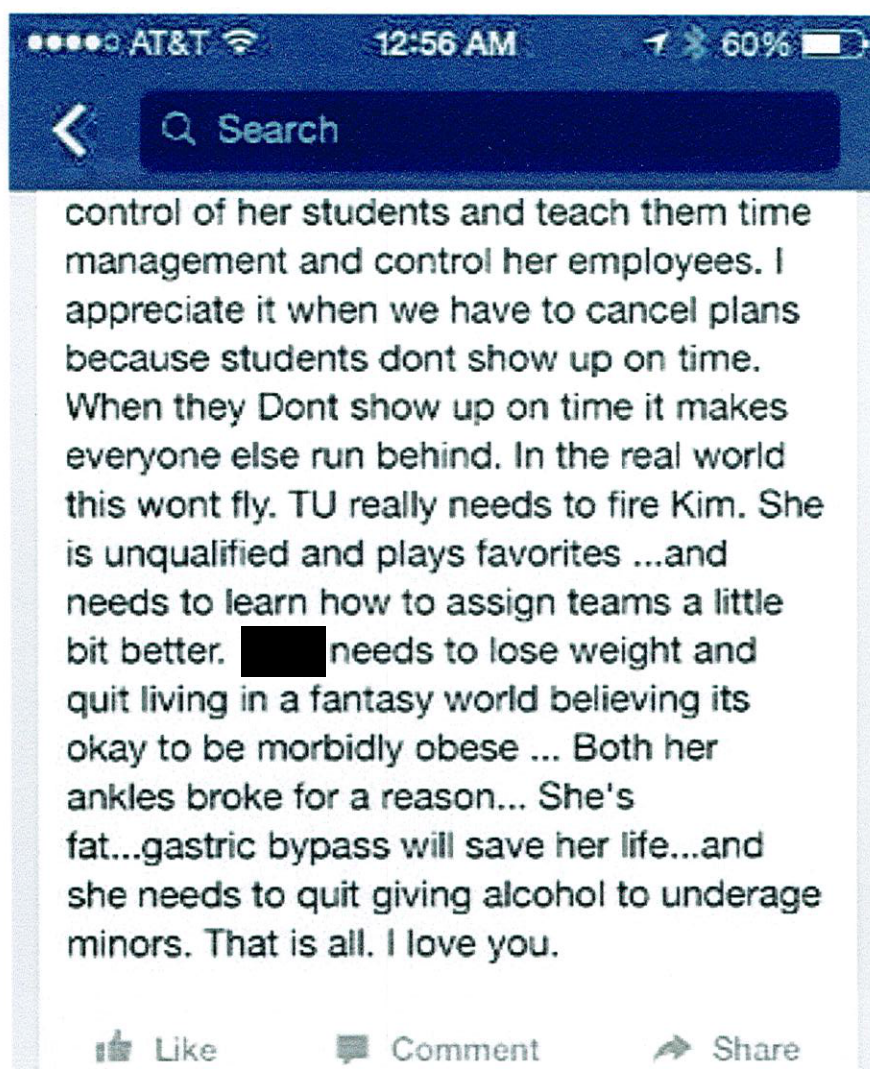 AT&T 12:56 AM 60%
Search
control of her students and teach them time
management and control her employees. I
appreciate it when we have to cancel plans
because students dont show up on time.
When they Dont show up on time it makes
everyone else run behind. In the real world
this wont fly. TU really needs to fire Kim. She
is unqualified and plays favorites ...and
needs to learn how to assign teams a little
bit better. needs to lose weight and
quit living in a fantasy world believing its
okay to be morbidly obese ... Both her
ankles broke for a reason... She's
fat...gastric bypass will save her life...and
she needs to quit giving alcohol to underage
minors. That is all. I love you.
Like Comment Share